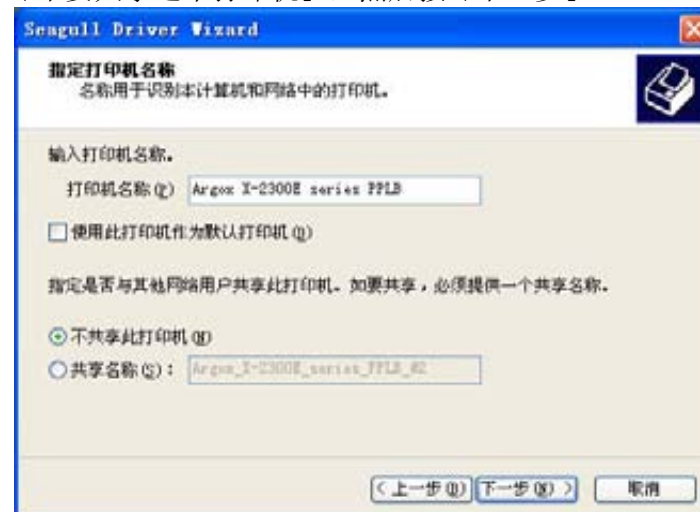 Seagull Driver Wizard
指定打印机名称
名称用于识别本计算机和网络中的打印机。
输入打印机名称。
打印机名称(P) Argox X-2300E series PPLB
使用此打印机作为默认打印机(D)
指定是否与其他网络用户共享此打印机。如要共享，必须提供一个共享名称。
不共享此打印机(N)
共享名称(S)： Argox_X-2300E_series_PPLB_#2
<上一步(B) 下一步(N)> 取消